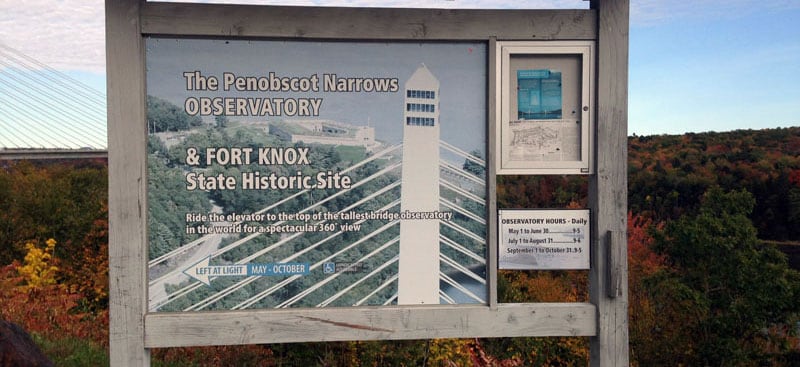 The Penobscot Narrows
OBSERVATORY
& FORT KNOX
State Historic Site
Ride the elevator to the top of the tallest bridge observatory
in the world for a spectacular 360° view
LEFT AT LIGHT MAY - OCTOBER
OBSERVATORY HOURS - Daily
May 1 to June 30..........9-5
July 1 to August 31..........9-6
September 1 to October 31.9-5